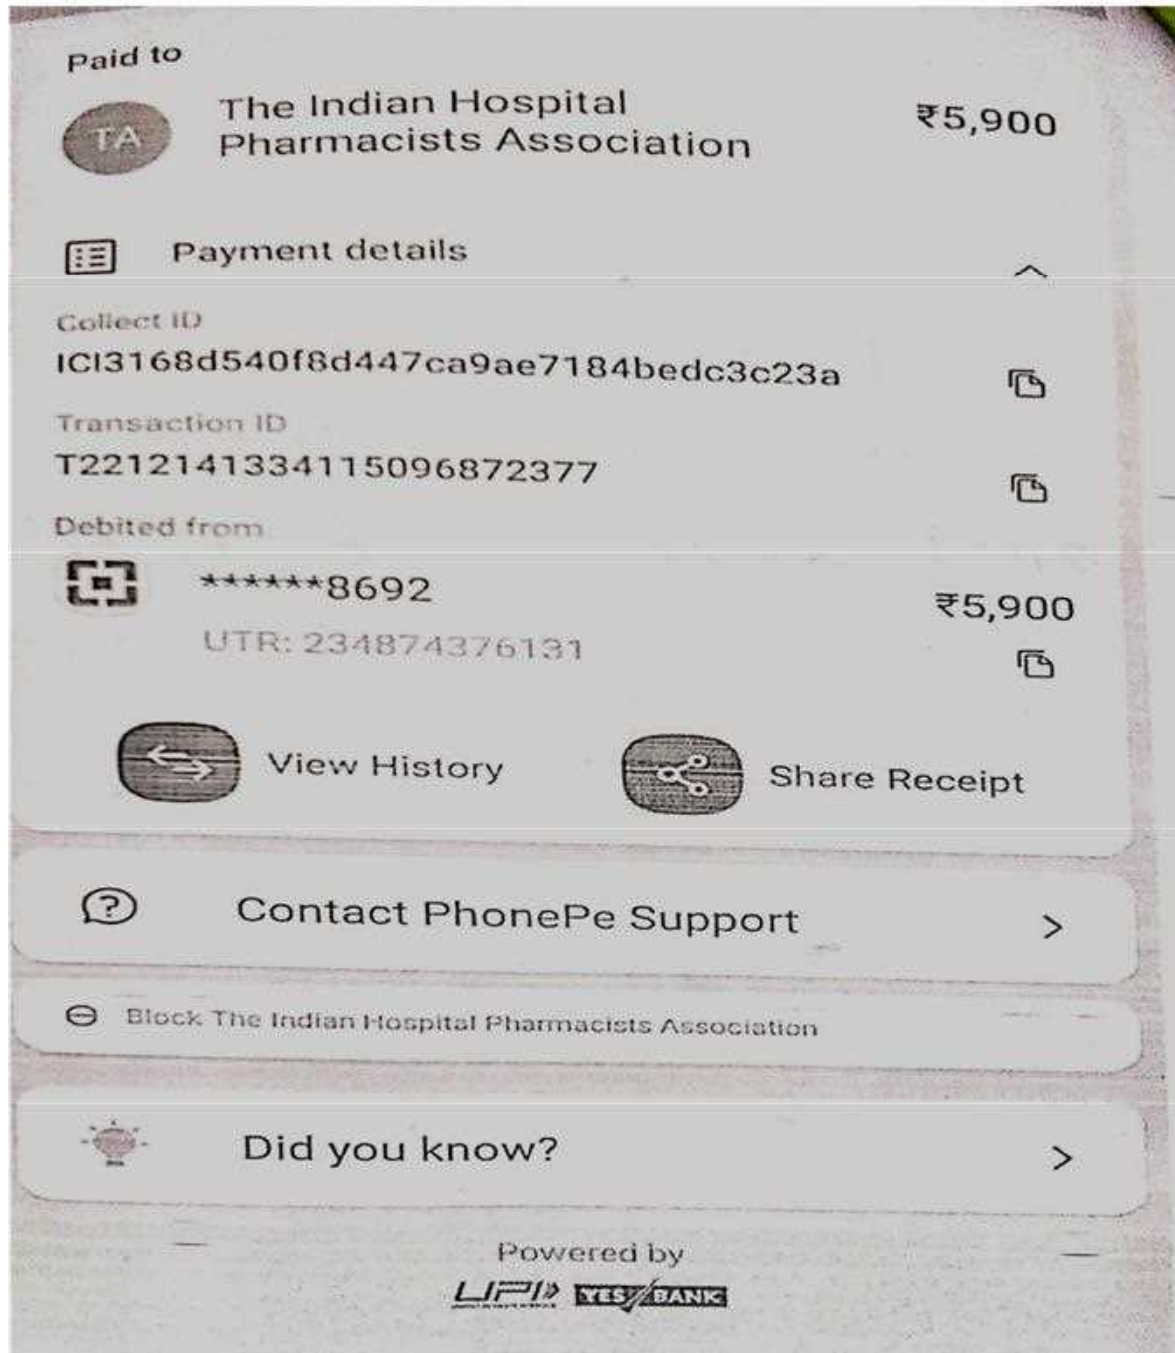 Paid to
TA
The Indian Hospital
Pharmacists Association
₹5,900
Payment details
Collect ID
ICI3168d540f8d447ca9ae7184bedc3c23a
Transaction ID
T2212141334115096872377
Debited from
******8692
₹5,900
UTR: 234874376131
View History
Share Receipt
Contact PhonePe Support
Block The Indian Hospital Pharmacists Association
Did you know?
Powered by
UPI YES BANK